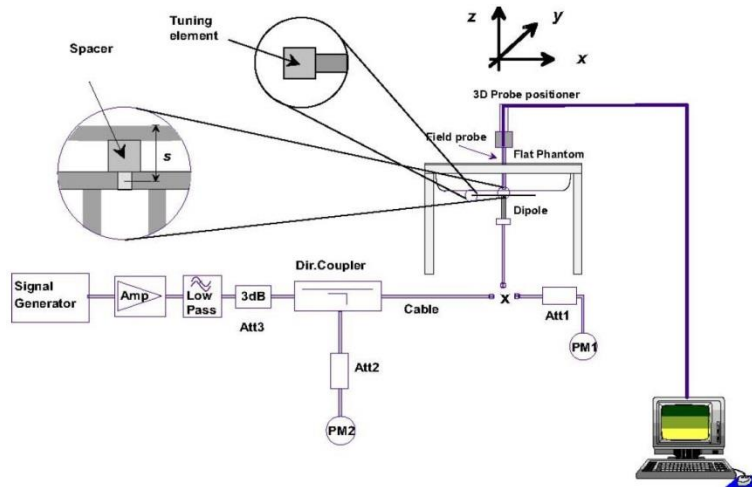 z
y
x
Tuning
element
Spacer
s
3D Probe positioner
Field probe
Flat Phantom
Dipole
Signal
Generator
Amp
Low
Pass
3dB
Att3
Dir.Coupler
Cable
x
Att1
PM1
Att2
PM2